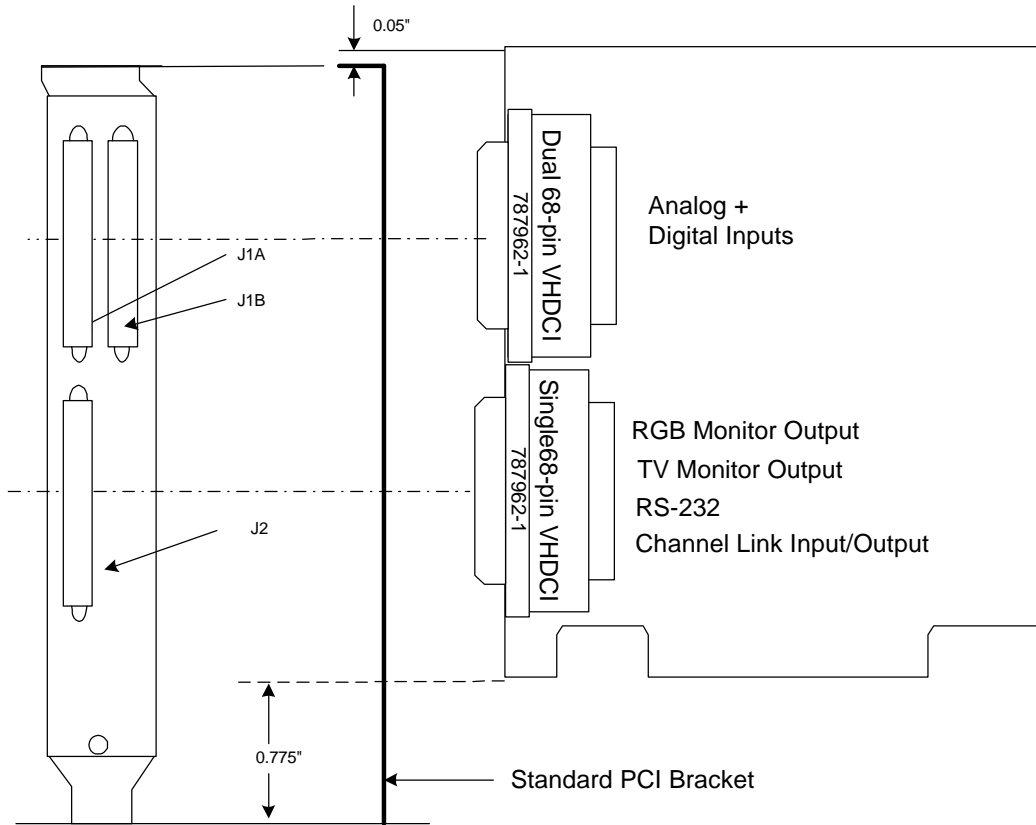 0.05"
Dual 68-pin VHDCI
787962-1
Analog +
Digital Inputs
J1A
J1B
Single68-pin VHDCI
787962-1
RGB Monitor Output
TV Monitor Output
RS-232
Channel Link Input/Output
J2
0.775"
Standard PCI Bracket